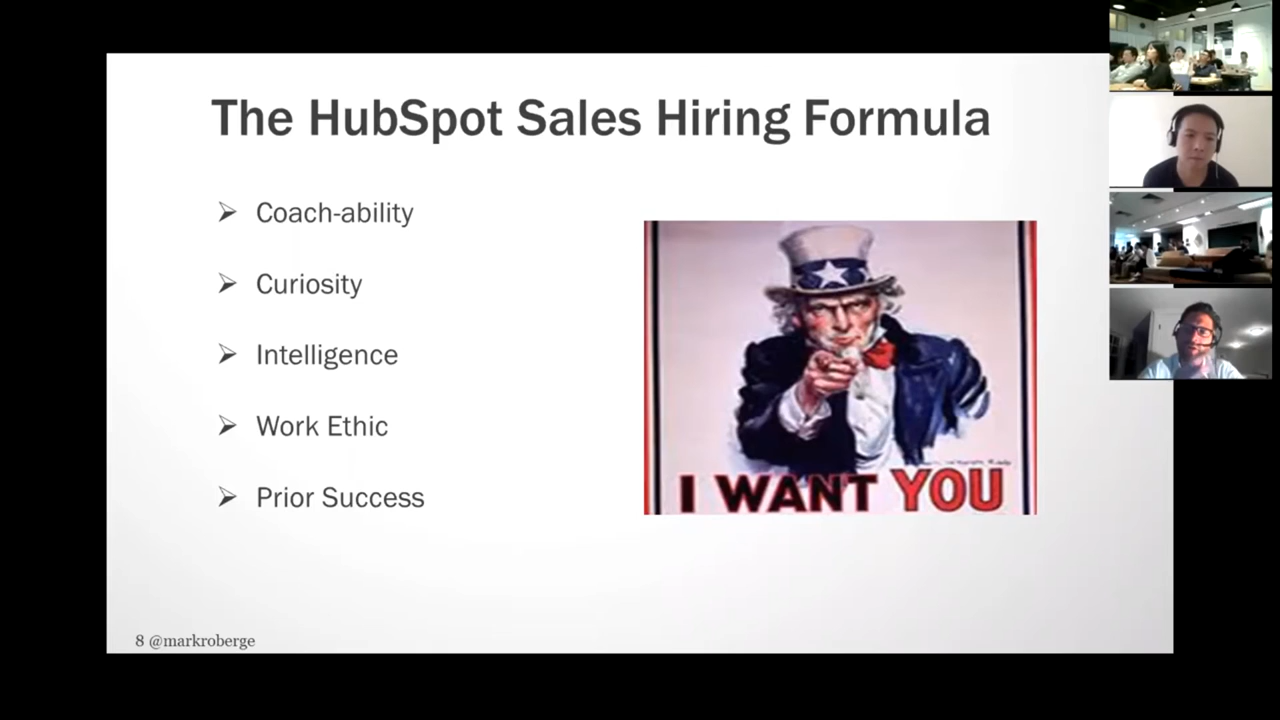 The HubSpot Sales Hiring Formula
Coach-ability
Curiosity
Intelligence
Work Ethic
Prior Success
I WANT YOU
8 @markroberge